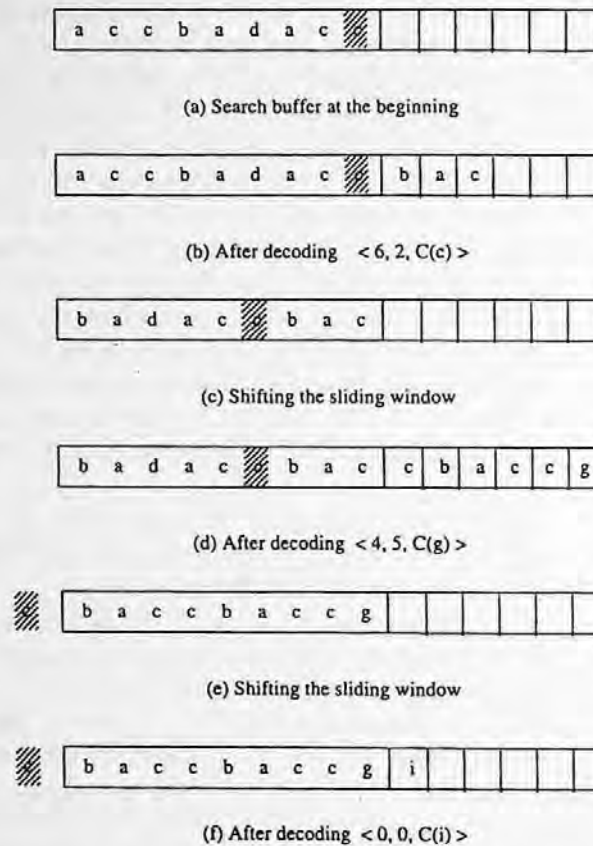 a c c b a d a c c
(a) Search buffer at the beginning
a c c b a d a c c b a c
(b) After decoding < 6, 2, C(c) >
b a d a c c b a c
(c) Shifting the sliding window
b a d a c c b a c c b a c c g
(d) After decoding < 4, 5, C(g) >
c b a c c b a c c g
(e) Shifting the sliding window
b a c c b a c c g i
(f) After decoding < 0, 0, C(i) >